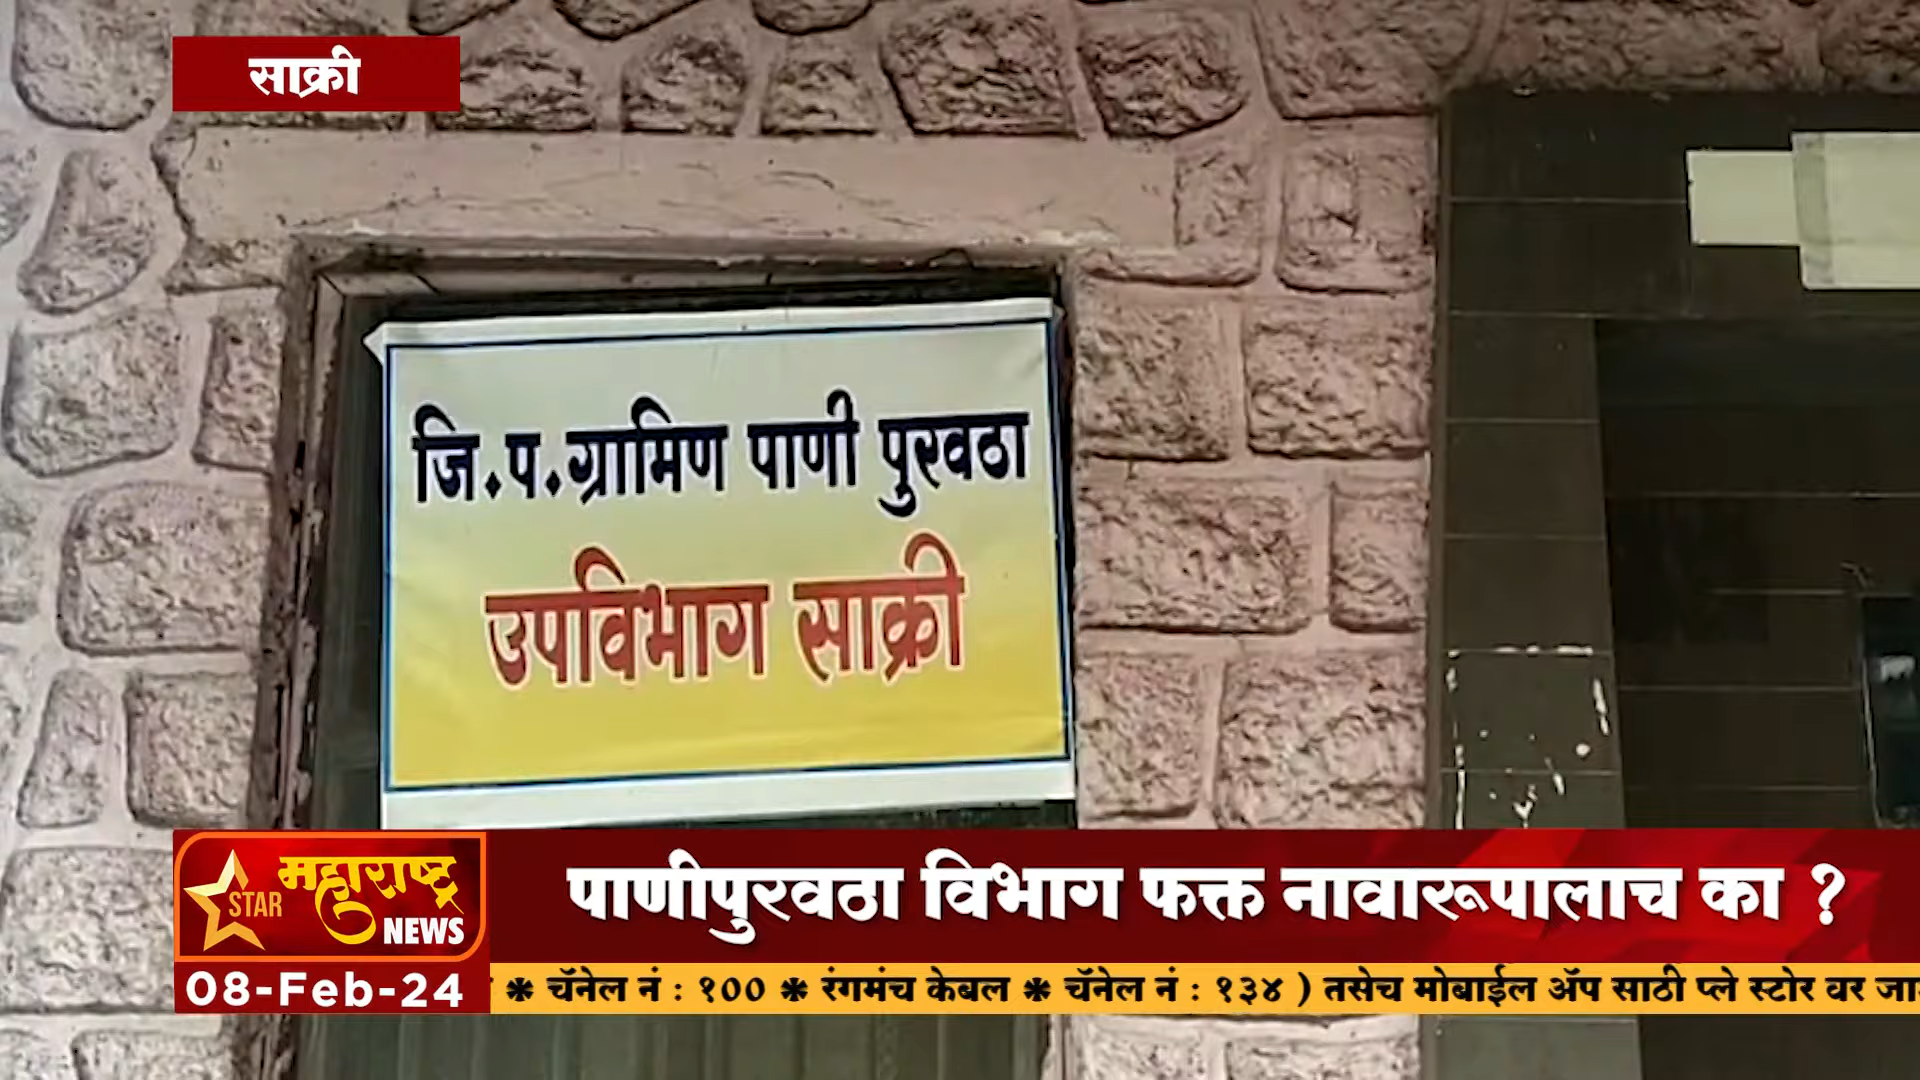 साक्री
जि.प.ग्रामिण पाणी पुरवठा
उपविभाग साक्री
STAR महाराष्ट्र NEWS
पाणीपुरवठा विभाग फक्त नावारूपालाच का ?
08-Feb-24
* चॅनेल नं : १०० * रंगमंच केबल * चॅनेल नं : १३४ ) तसेच मोबाईल ॲप साठी प्ले स्टोर वर